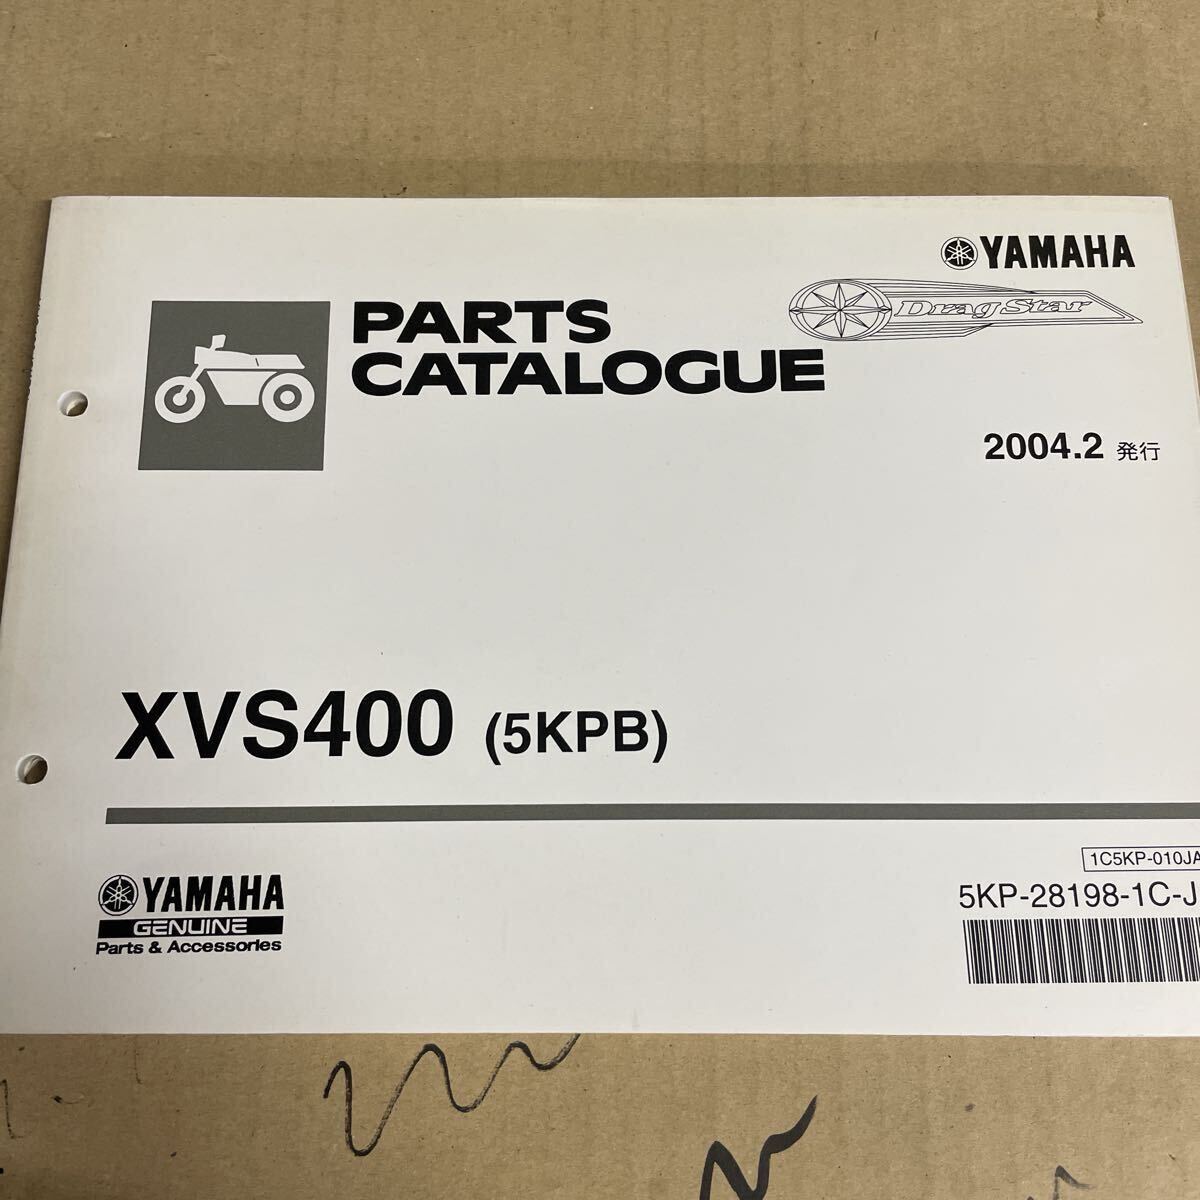 YAMAHA
Drag Star
PARTS
CATALOGUE
2004.2 発行
XVS400 (5KPB)
1C5KP-010JA
5KP-28198-1C-J
YAMAHA
GENUINE
Parts & Accessories